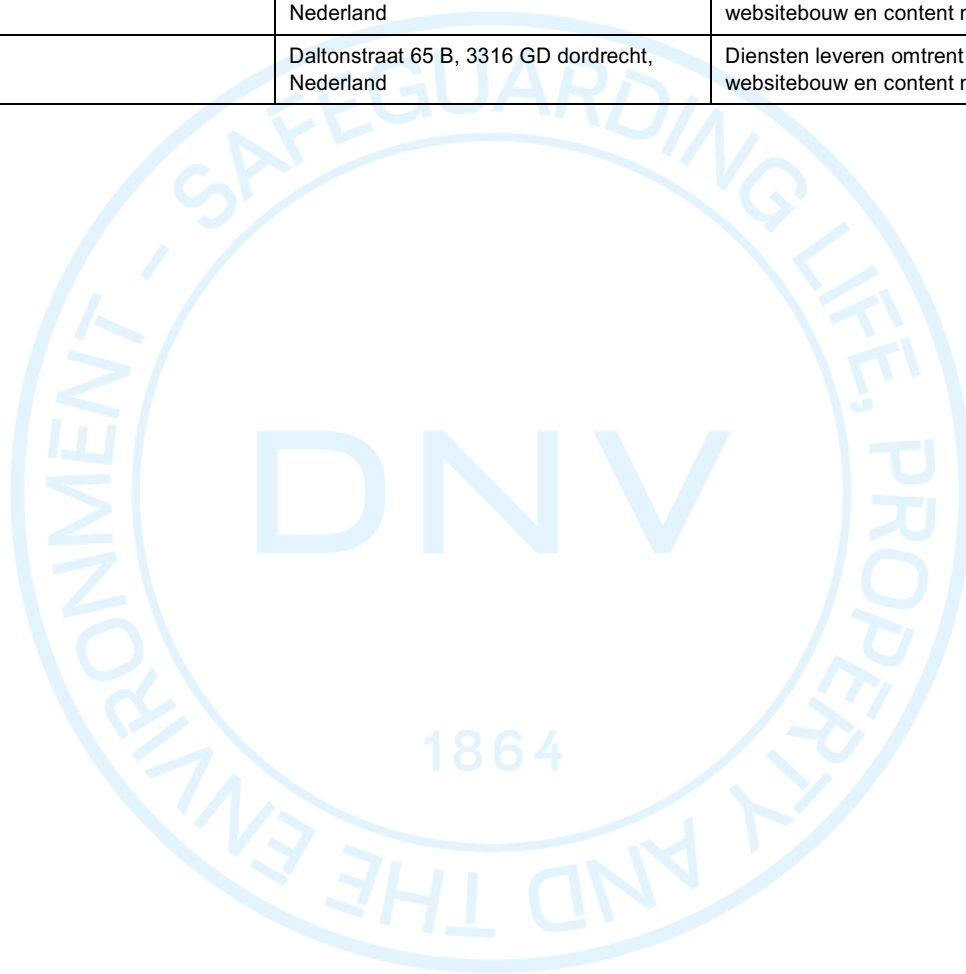 Nederland
websitebouw en content
Daltonstraat 65 B, 3316 GD dordrecht,
Nederland
Diensten leveren omtrent
websitebouw en content
SAFEGUARDING LIFE, PROPERTY AND THE ENVIRONMENT -
DNV
1864